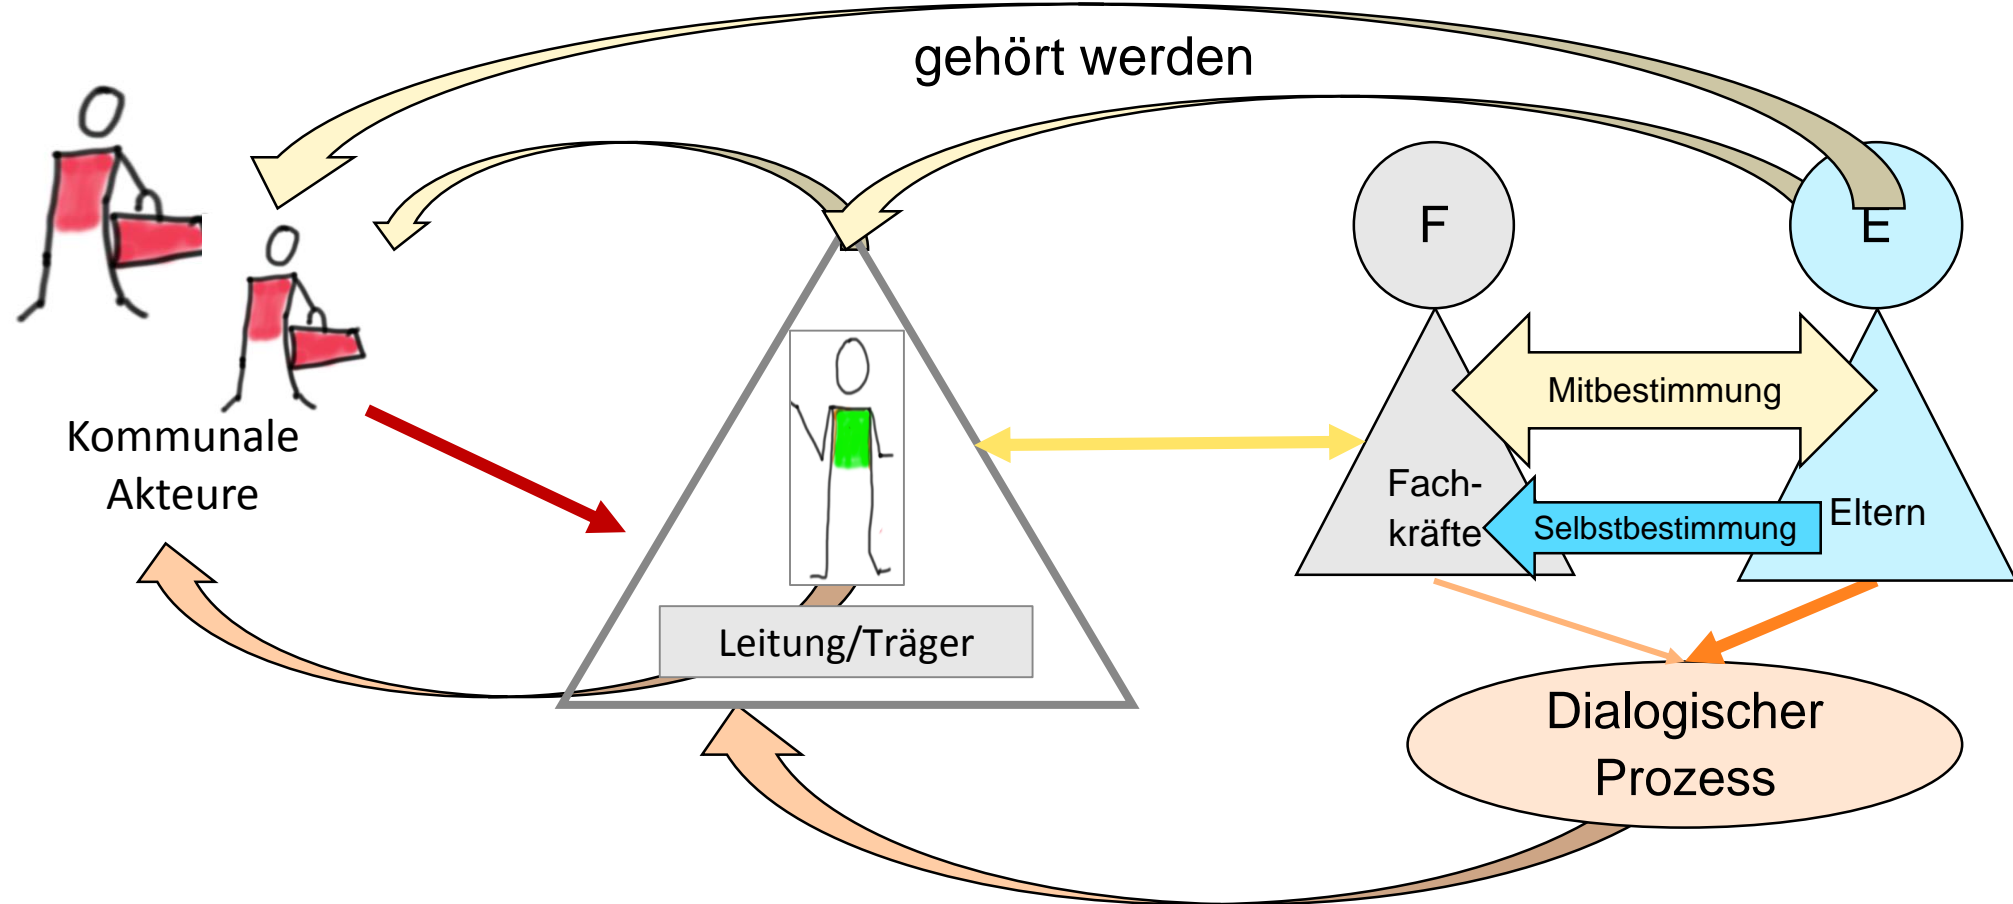 gehört werden
F
E
Mitbestimmung
Kommunale
Akteure
Fach-
kräfte
Selbstbestimmung
Eltern
Leitung/Träger
Dialogischer
Prozess